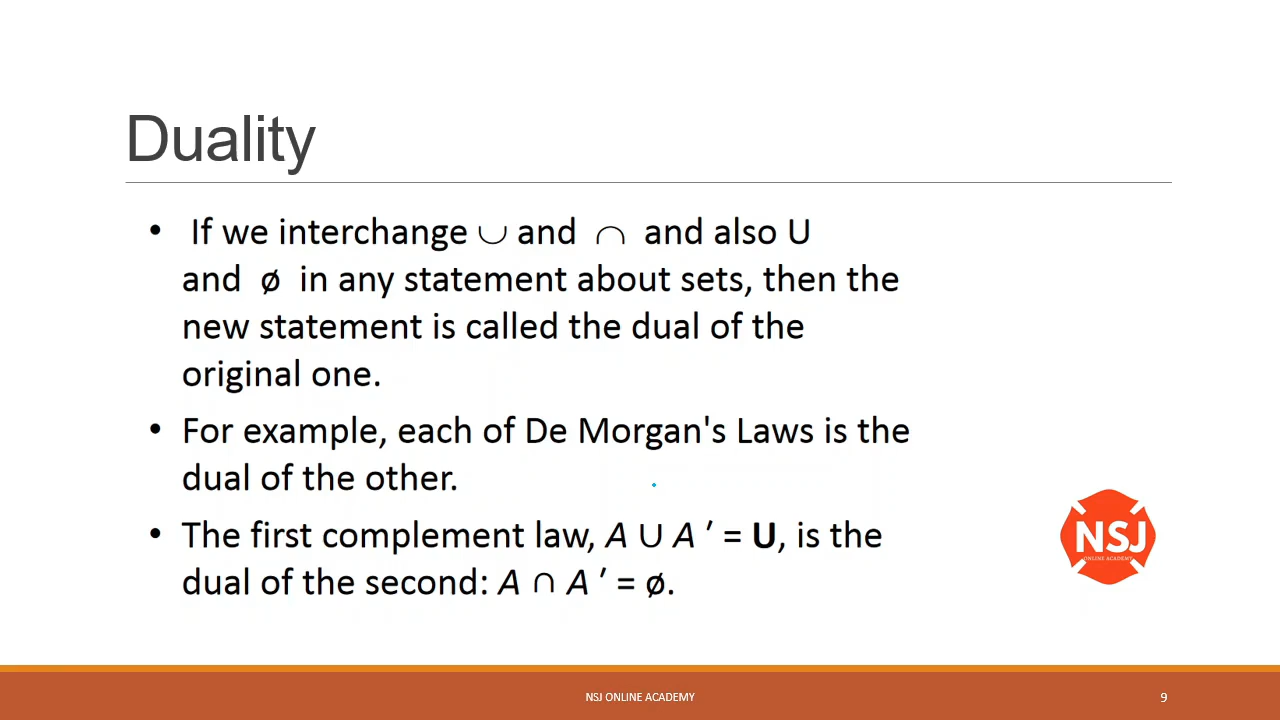 Duality
• If we interchange ∪ and ∩ and also U
and ø in any statement about sets, then the
new statement is called the dual of the
original one.
• For example, each of De Morgan's Laws is the
dual of the other.
• The first complement law, A ∪ A ′ = U, is the
dual of the second: A ∩ A ′ = ø.
NSJ
ONLINE ACADEMY
NSJ ONLINE ACADEMY
9